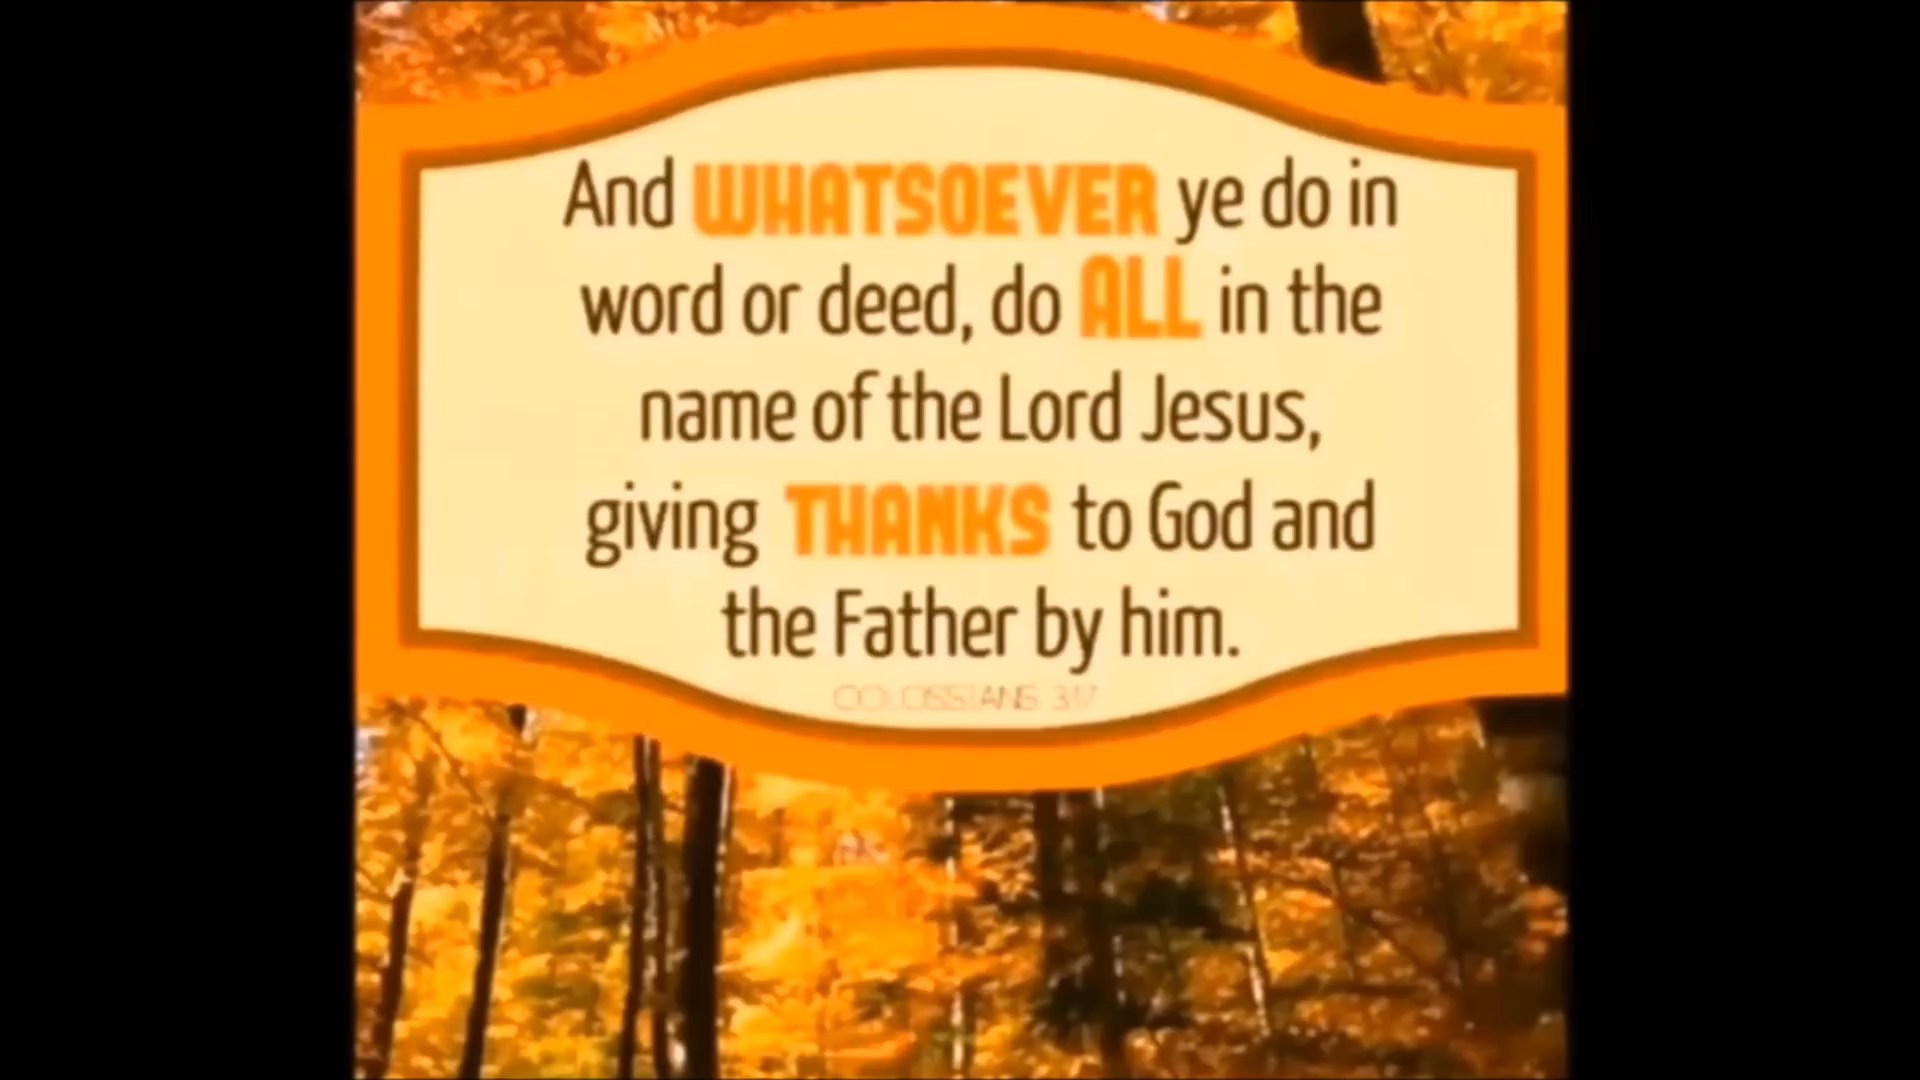 And WHATSOEVER ye do in
word or deed, do ALL in the
name of the Lord Jesus,
giving THANKS to God and
the Father by him.
COLOSSIANS 3:17